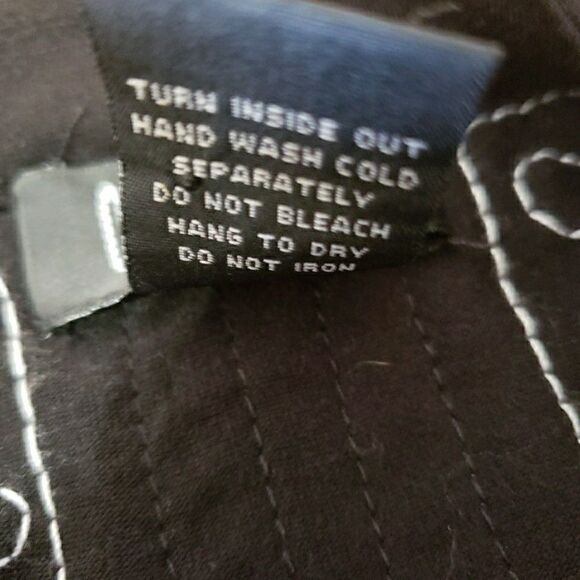 TURN INSIDE OUT
HAND WASH COLD
SEPARATELY
DO NOT BLEACH
HANG TO DRY
DO NOT IRON